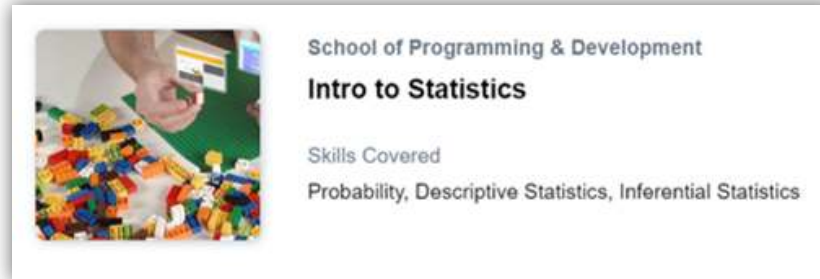 School of Programming & Development
Intro to Statistics
Skills Covered
Probability, Descriptive Statistics, Inferential Statistics